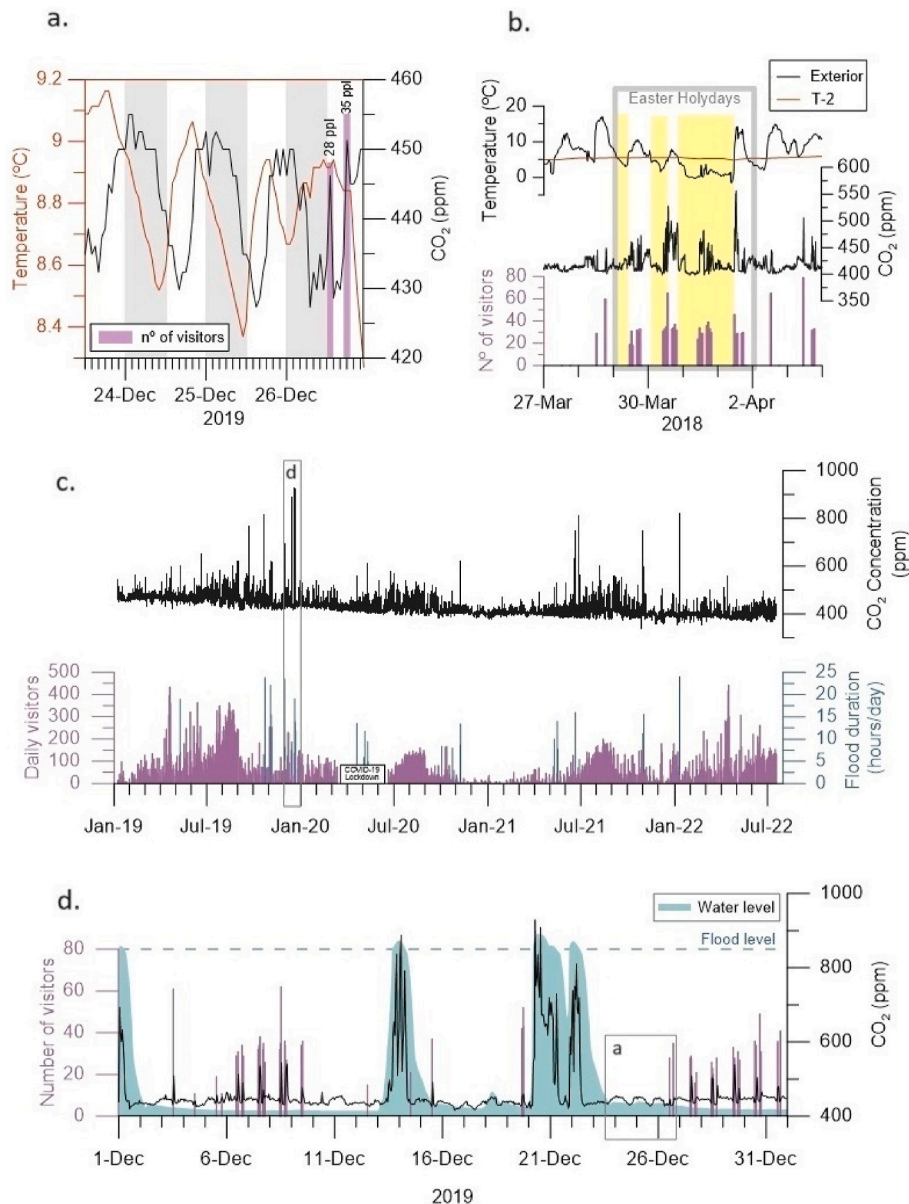 a.
9.2
9
8.8
8.6
8.4
Temperature (ºC)
460
450
440
430
420
CO2 (ppm)
28 ppl
35 ppl
nº of visitors
24-Dec
25-Dec
26-Dec
2019
b.
Exterior
T-2
Easter Holydays
20
10
0
Temperature (ºC)
600
550
500
450
400
350
CO2 (ppm)
80
60
40
20
0
Nº of visitors
27-Mar
30-Mar
2-Apr
2018
c.
d
1000
800
600
400
CO2 Concentration
(ppm)
500
400
300
200
100
0
Daily visitors
25
20
15
10
5
0
Flood duration
(hours/day)
COVID-19
Lockdown
Jan-19
Jul-19
Jan-20
Jul-20
Jan-21
Jul-21
Jan-22
Jul-22
d.
Water level
Flood level
80
60
40
20
0
Number of visitors
1000
800
600
400
CO2 (ppm)
a
1-Dec
6-Dec
11-Dec
16-Dec
21-Dec
26-Dec
31-Dec
2019